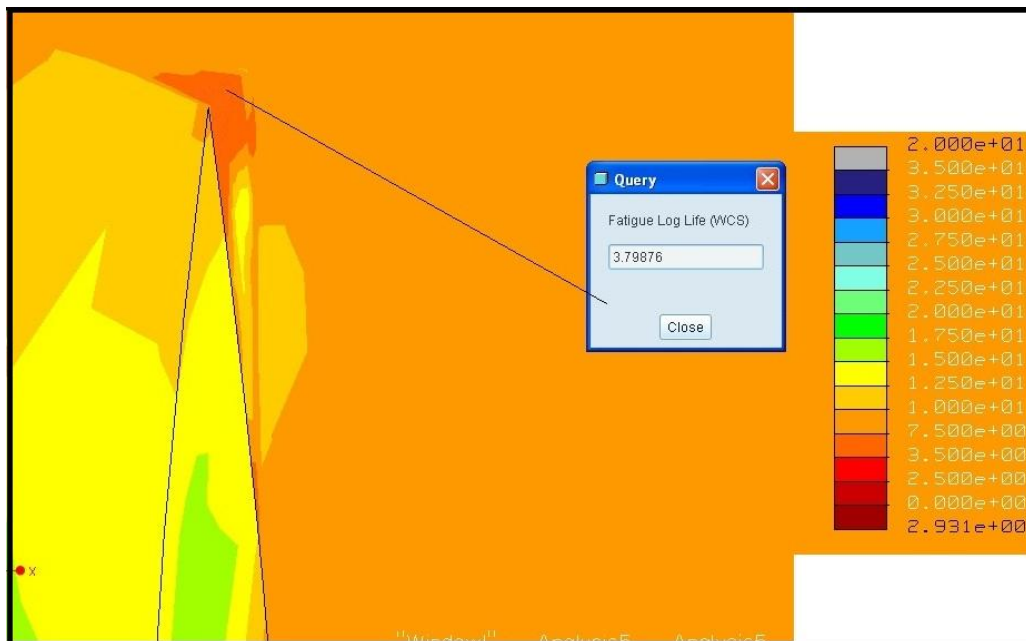 Query
Fatigue Log Life (WCS)
3.79876
Close
2.000e+01
3.500e+01
3.250e+01
3.000e+01
2.750e+01
2.500e+01
2.250e+01
2.000e+01
1.750e+01
1.500e+01
1.250e+01
1.000e+01
7.500e+00
3.500e+00
2.500e+00
0.000e+00
2.931e+00
X
"Window1" - Analysis5 - Analysis5